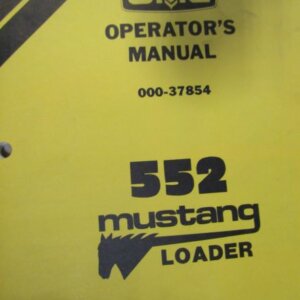 OPERATOR'S
MANUAL
000-37854
552
mustang
LOADER